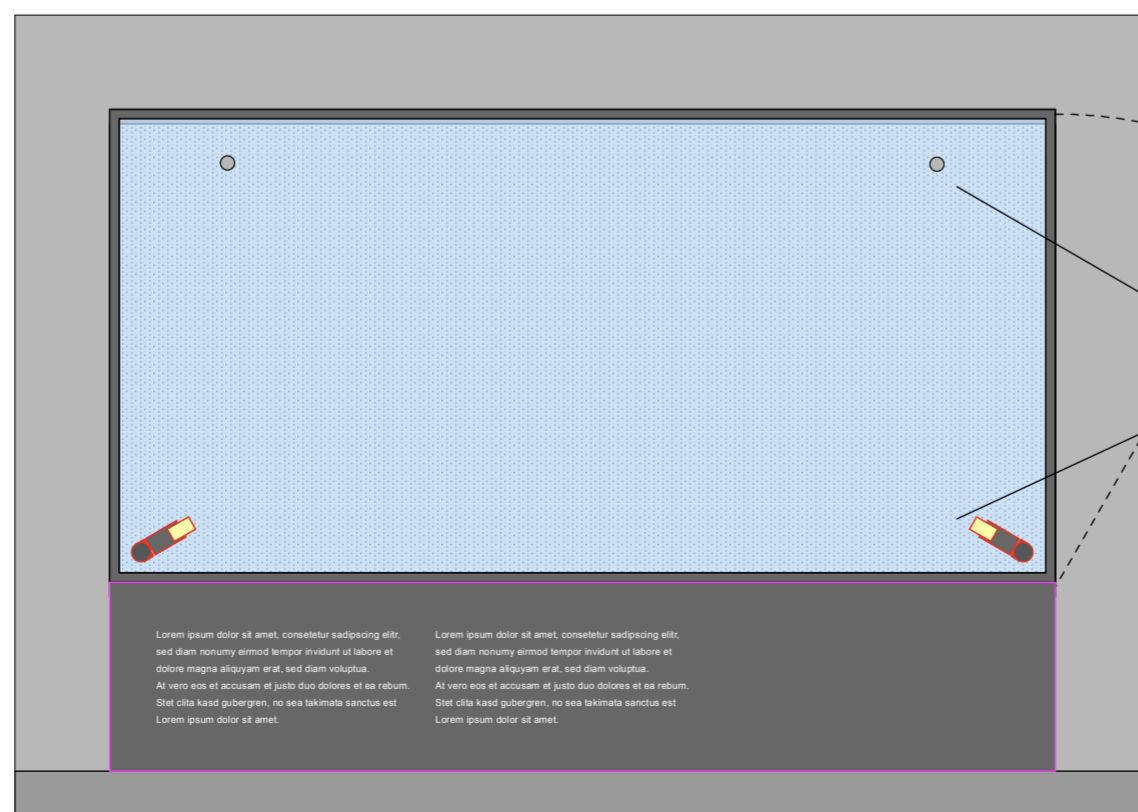 Lorem ipsum dolor sit amet, consetetur sadipscing elitr,
sed diam nonumy eirmod tempor invidunt ut labore et
dolore magna aliquyam erat, sed diam voluptua.
At vero eos et accusam et justo duo dolores et ea rebum.
Stet clita kasd gubergren, no sea takimata sanctus est
Lorem ipsum dolor sit amet.
Lorem ipsum dolor sit amet, consetetur sadipscing elitr,
sed diam nonumy eirmod tempor invidunt ut labore et
dolore magna aliquyam erat, sed diam voluptua.
At vero eos et accusam et justo duo dolores et ea rebum.
Stet clita kasd gubergren, no sea takimata sanctus est
Lorem ipsum dolor sit amet.